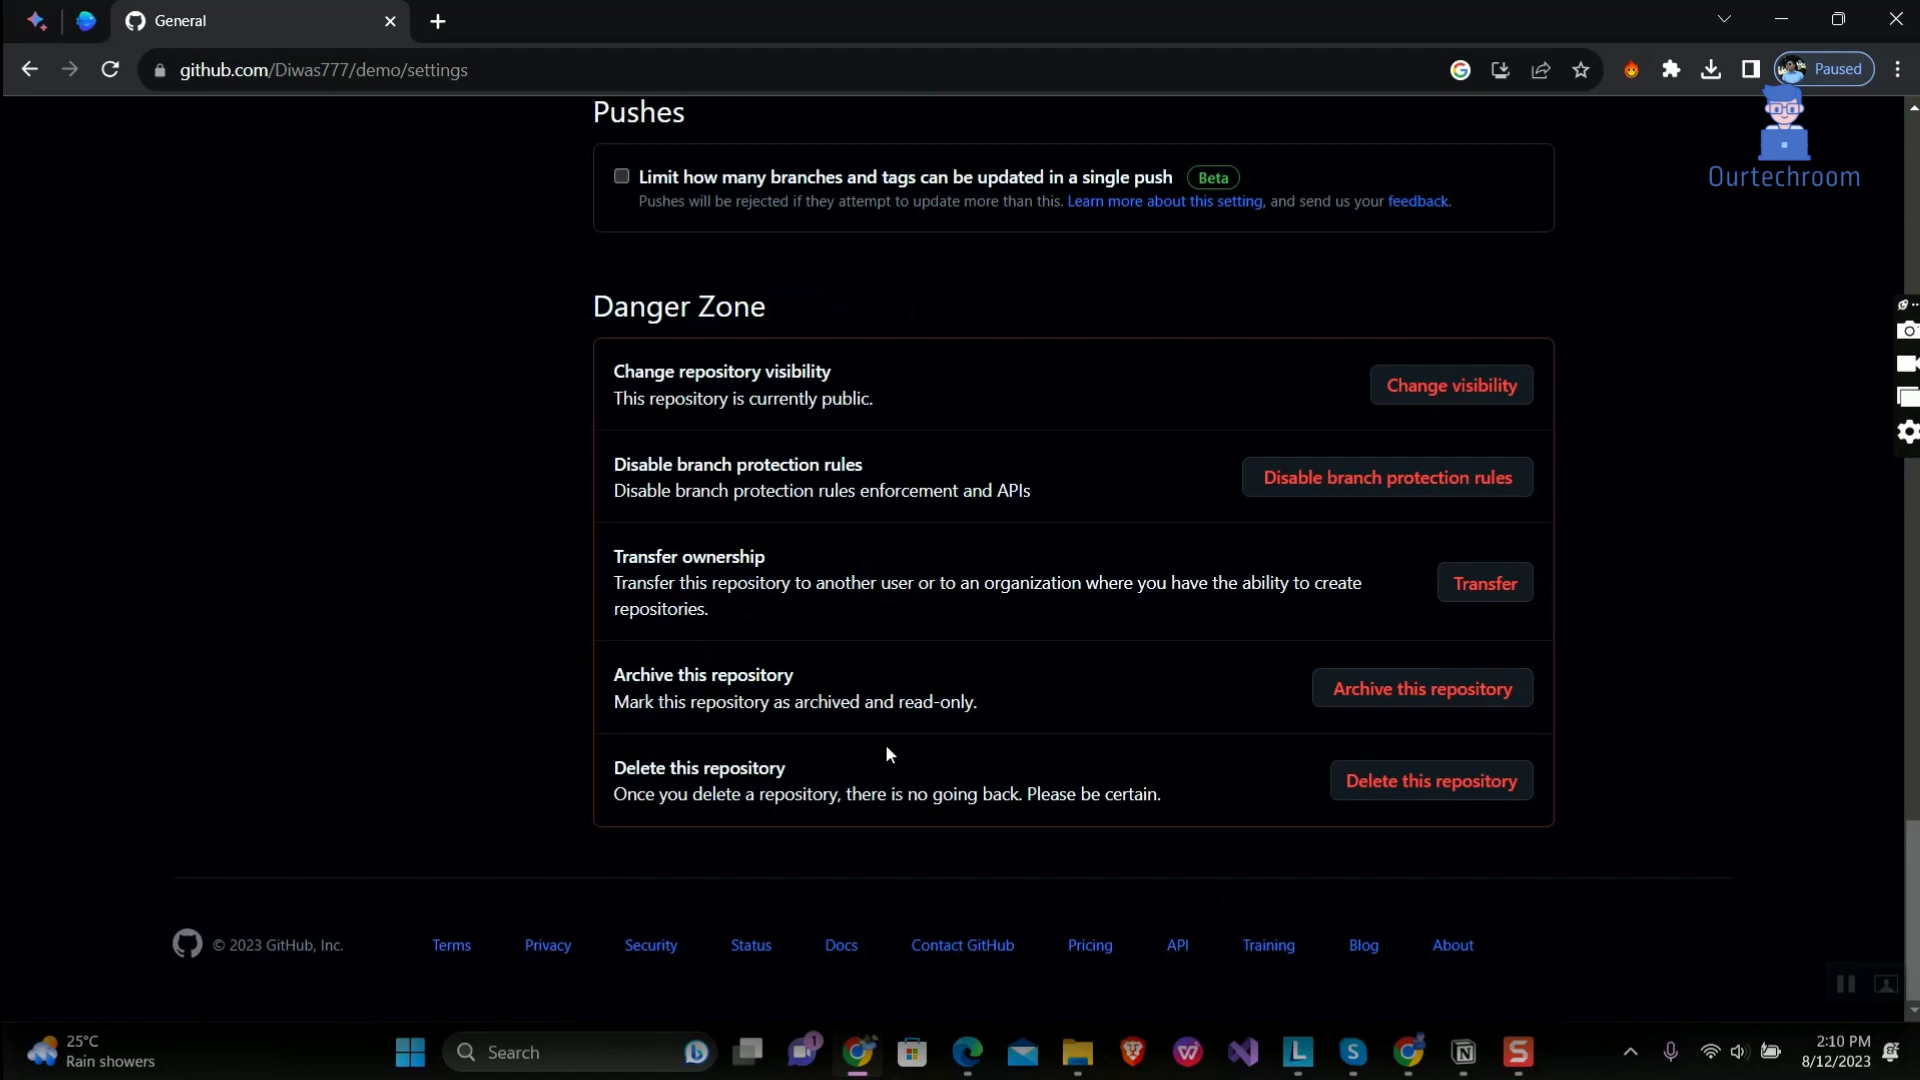 General
github.com/Diwas777/demo/settings
Paused
Ourtechroom
Pushes
Limit how many branches and tags can be updated in a single push Beta
Pushes will be rejected if they attempt to update more than this. Learn more about this setting, and send us your feedback.
Danger Zone
Change repository visibility
This repository is currently public.
Change visibility
Disable branch protection rules
Disable branch protection rules enforcement and APIs
Disable branch protection rules
Transfer ownership
Transfer this repository to another user or to an organization where you have the ability to create
repositories.
Transfer
Archive this repository
Mark this repository as archived and read-only.
Archive this repository
Delete this repository
Once you delete a repository, there is no going back. Please be certain.
Delete this repository
© 2023 GitHub, Inc. Terms Privacy Security Status Docs Contact GitHub Pricing API Training Blog About
25°C
Rain showers
Search
1
2:10 PM
8/12/2023